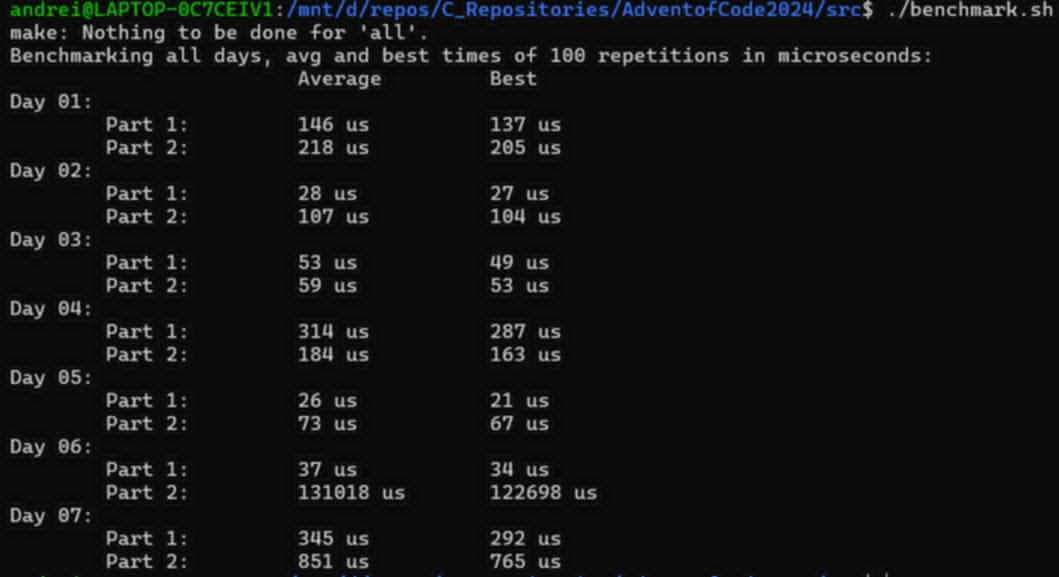 andrei@LAPTOP-0C7CEIV1:/mnt/d/repos/C_Repositories/AdventofCode2024/src$ ./benchmark.sh
make: Nothing to be done for 'all'.
Benchmarking all days, avg and best times of 100 repetitions in microseconds:
Average Best
Day 01:
Part 1: 146 us 137 us
Part 2: 218 us 205 us
Day 02:
Part 1: 28 us 27 us
Part 2: 107 us 104 us
Day 03:
Part 1: 53 us 49 us
Part 2: 59 us 53 us
Day 04:
Part 1: 314 us 287 us
Part 2: 184 us 163 us
Day 05:
Part 1: 26 us 21 us
Part 2: 73 us 67 us
Day 06:
Part 1: 37 us 34 us
Part 2: 131018 us 122698 us
Day 07:
Part 1: 345 us 292 us
Part 2: 851 us 765 us